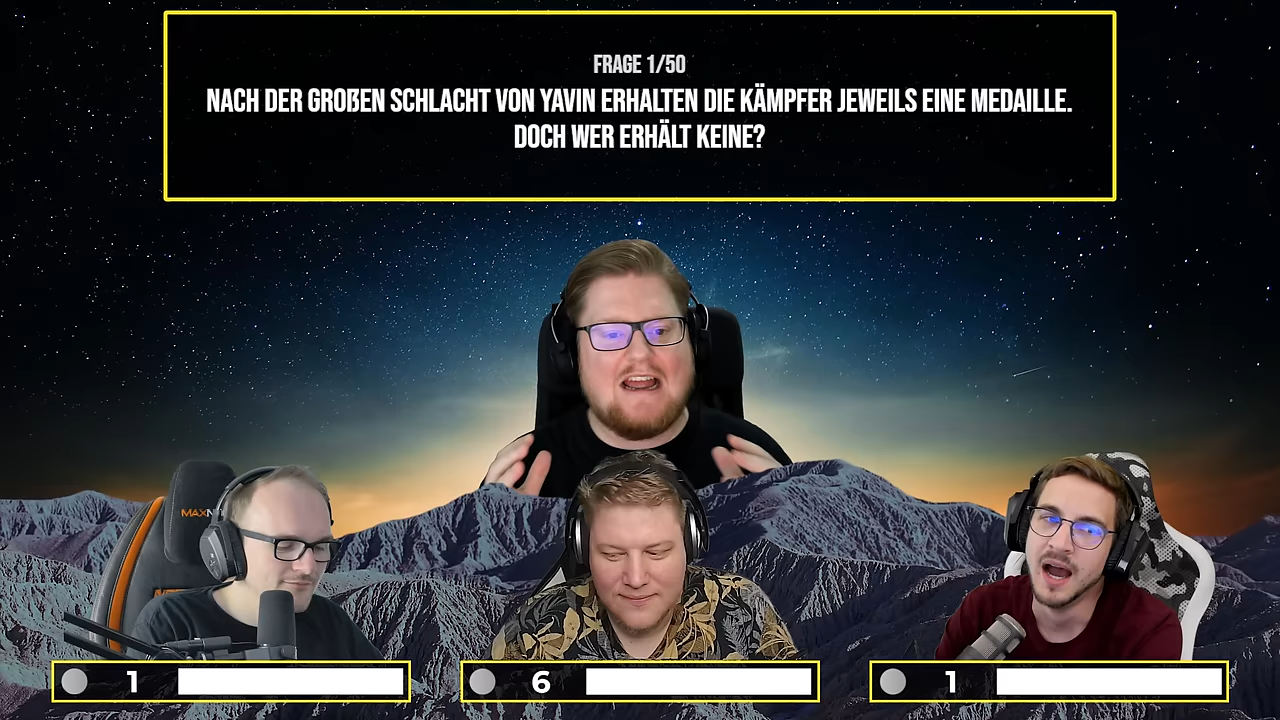 FRAGE 1/50
NACH DER GROẞEN SCHLACHT VON YAVIN ERHALTEN DIE KÄMPFER JEWEILS EINE MEDAILLE.
DOCH WER ERHÄLT KEINE?
1
6
1